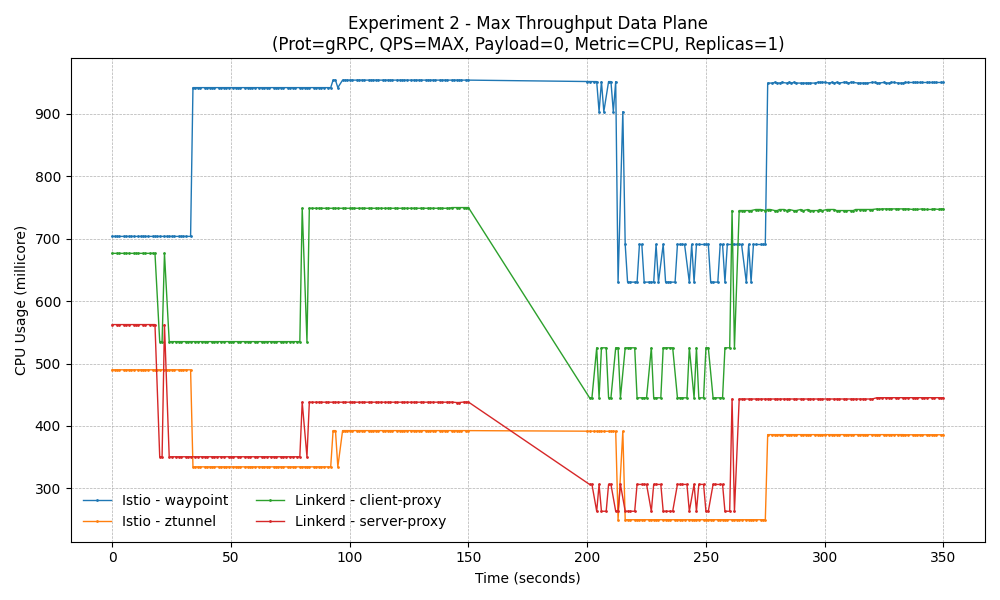 Experiment 2 - Max Throughput Data Plane
(Prot=gRPC, QPS=MAX, Payload=0, Metric=CPU, Replicas=1)
CPU Usage (millicore)
900
800
700
600
500
400
300
Istio - waypoint
Istio - ztunnel
Linkerd - client-proxy
Linkerd - server-proxy
0 50 100 150 200 250 300 350
Time (seconds)